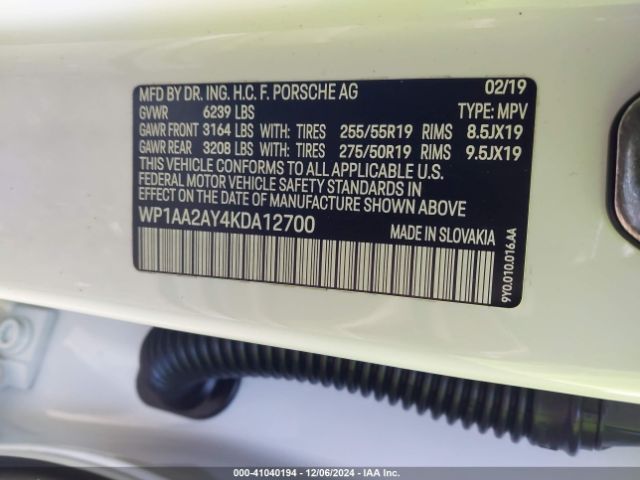 MFD BY DR. ING. H.C. F. PORSCHE AG 02/19
GVWR 6239 LBS TYPE: MPV
GAWR FRONT 3164 LBS WITH: TIRES 255/55R19 RIMS 8.5JX19
GAWR REAR 3208 LBS WITH: TIRES 275/50R19 RIMS 9.5JX19
THIS VEHICLE CONFORMS TO ALL APPLICABLE U.S.
FEDERAL MOTOR VEHICLE SAFETY STANDARDS IN
EFFECT ON THE DATE OF MANUFACTURE SHOWN ABOVE.
WP1AA2AY4KDA12700 MADE IN SLOVAKIA
9Y0.010.016.AA
000-41040194 - 12/06/2024 - IAAI.COM